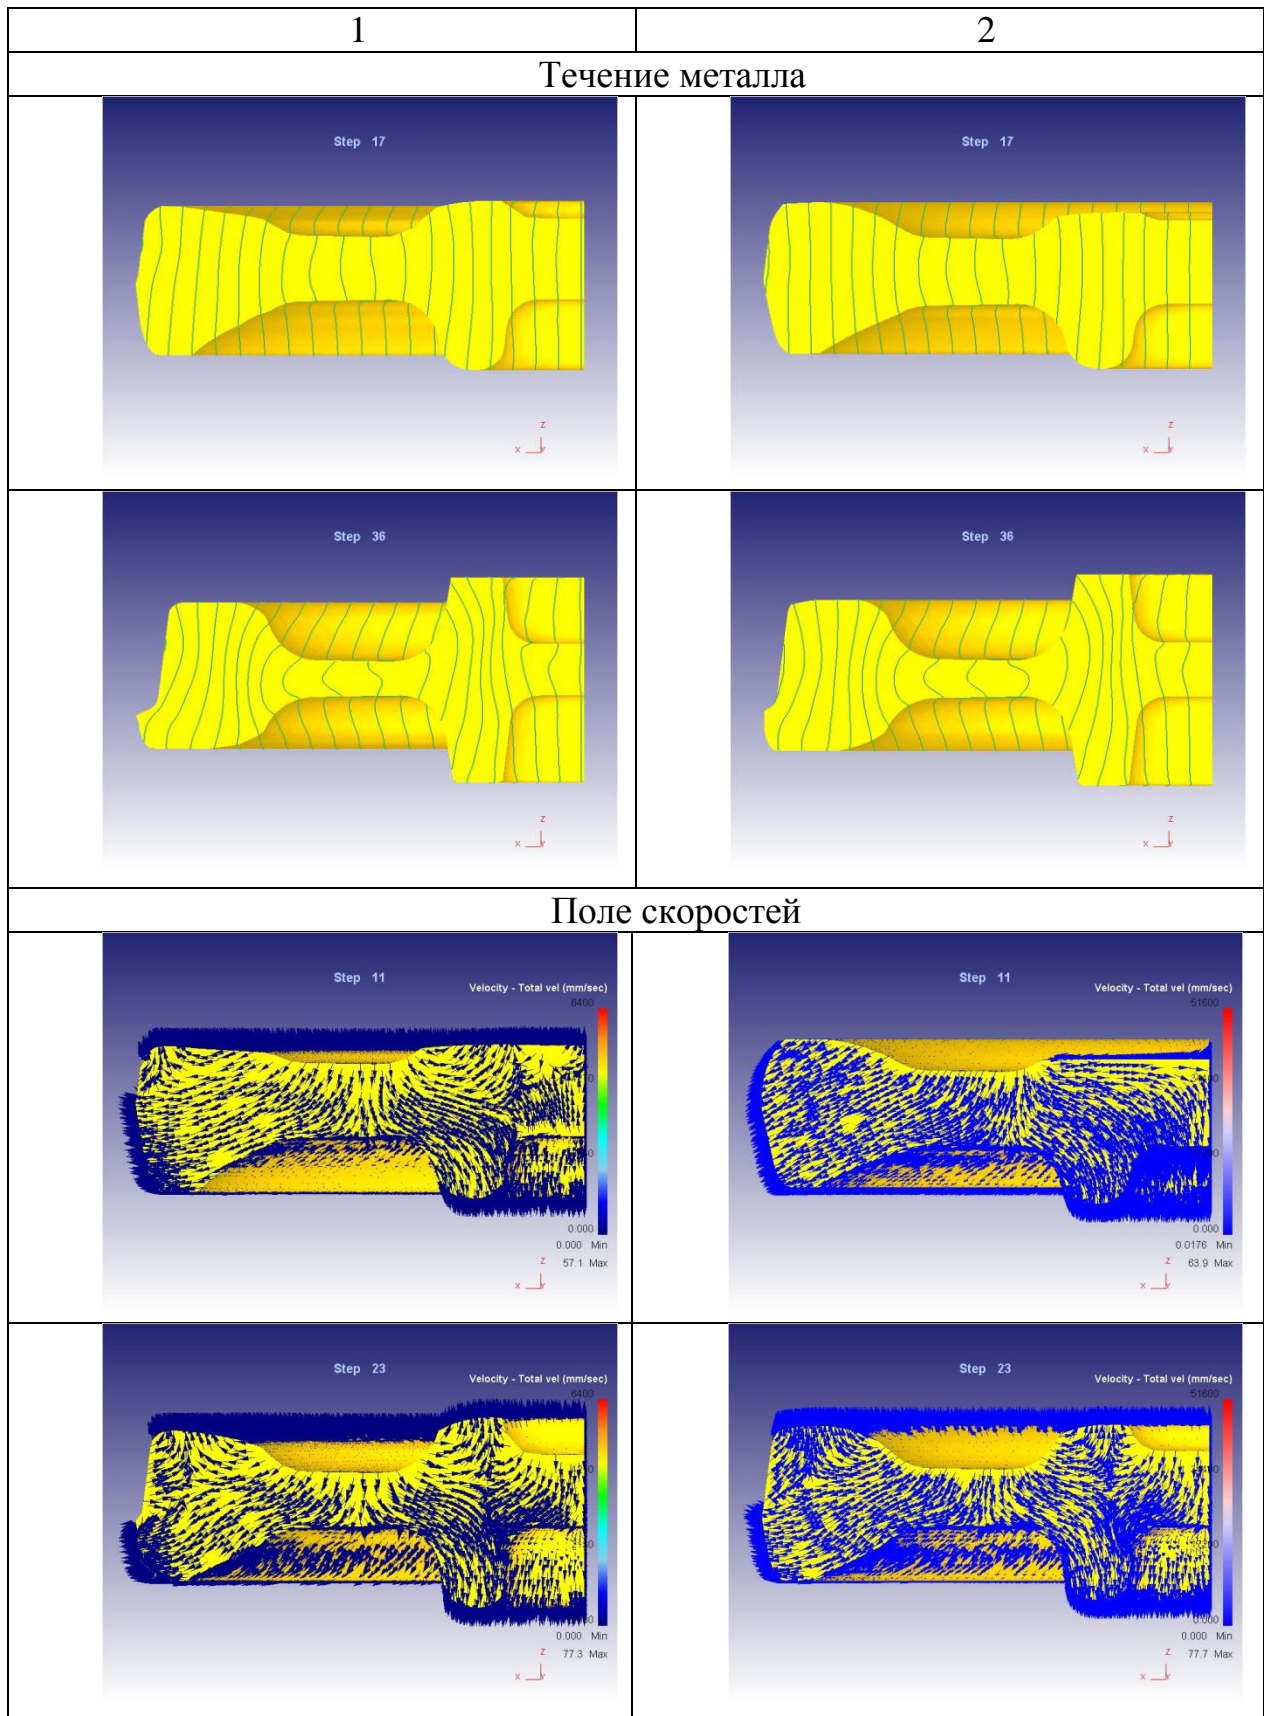 1
2
Течение металла
Step 17
Step 17
z
x
z
x
Step 36
Step 36
z
x
z
x
Поле скоростей
Step 11
Velocity - Total vel (mm/sec)
6400
0.000
0.000 Min
57.1 Max
z
x
Step 11
Velocity - Total vel (mm/sec)
51600
0.000
0.0176 Min
63.9 Max
z
x
Step 23
Velocity - Total vel (mm/sec)
6400
0.000 Min
77.3 Max
z
x
Step 23
Velocity - Total vel (mm/sec)
51600
0.000
0.000 Min
77.7 Max
z
x